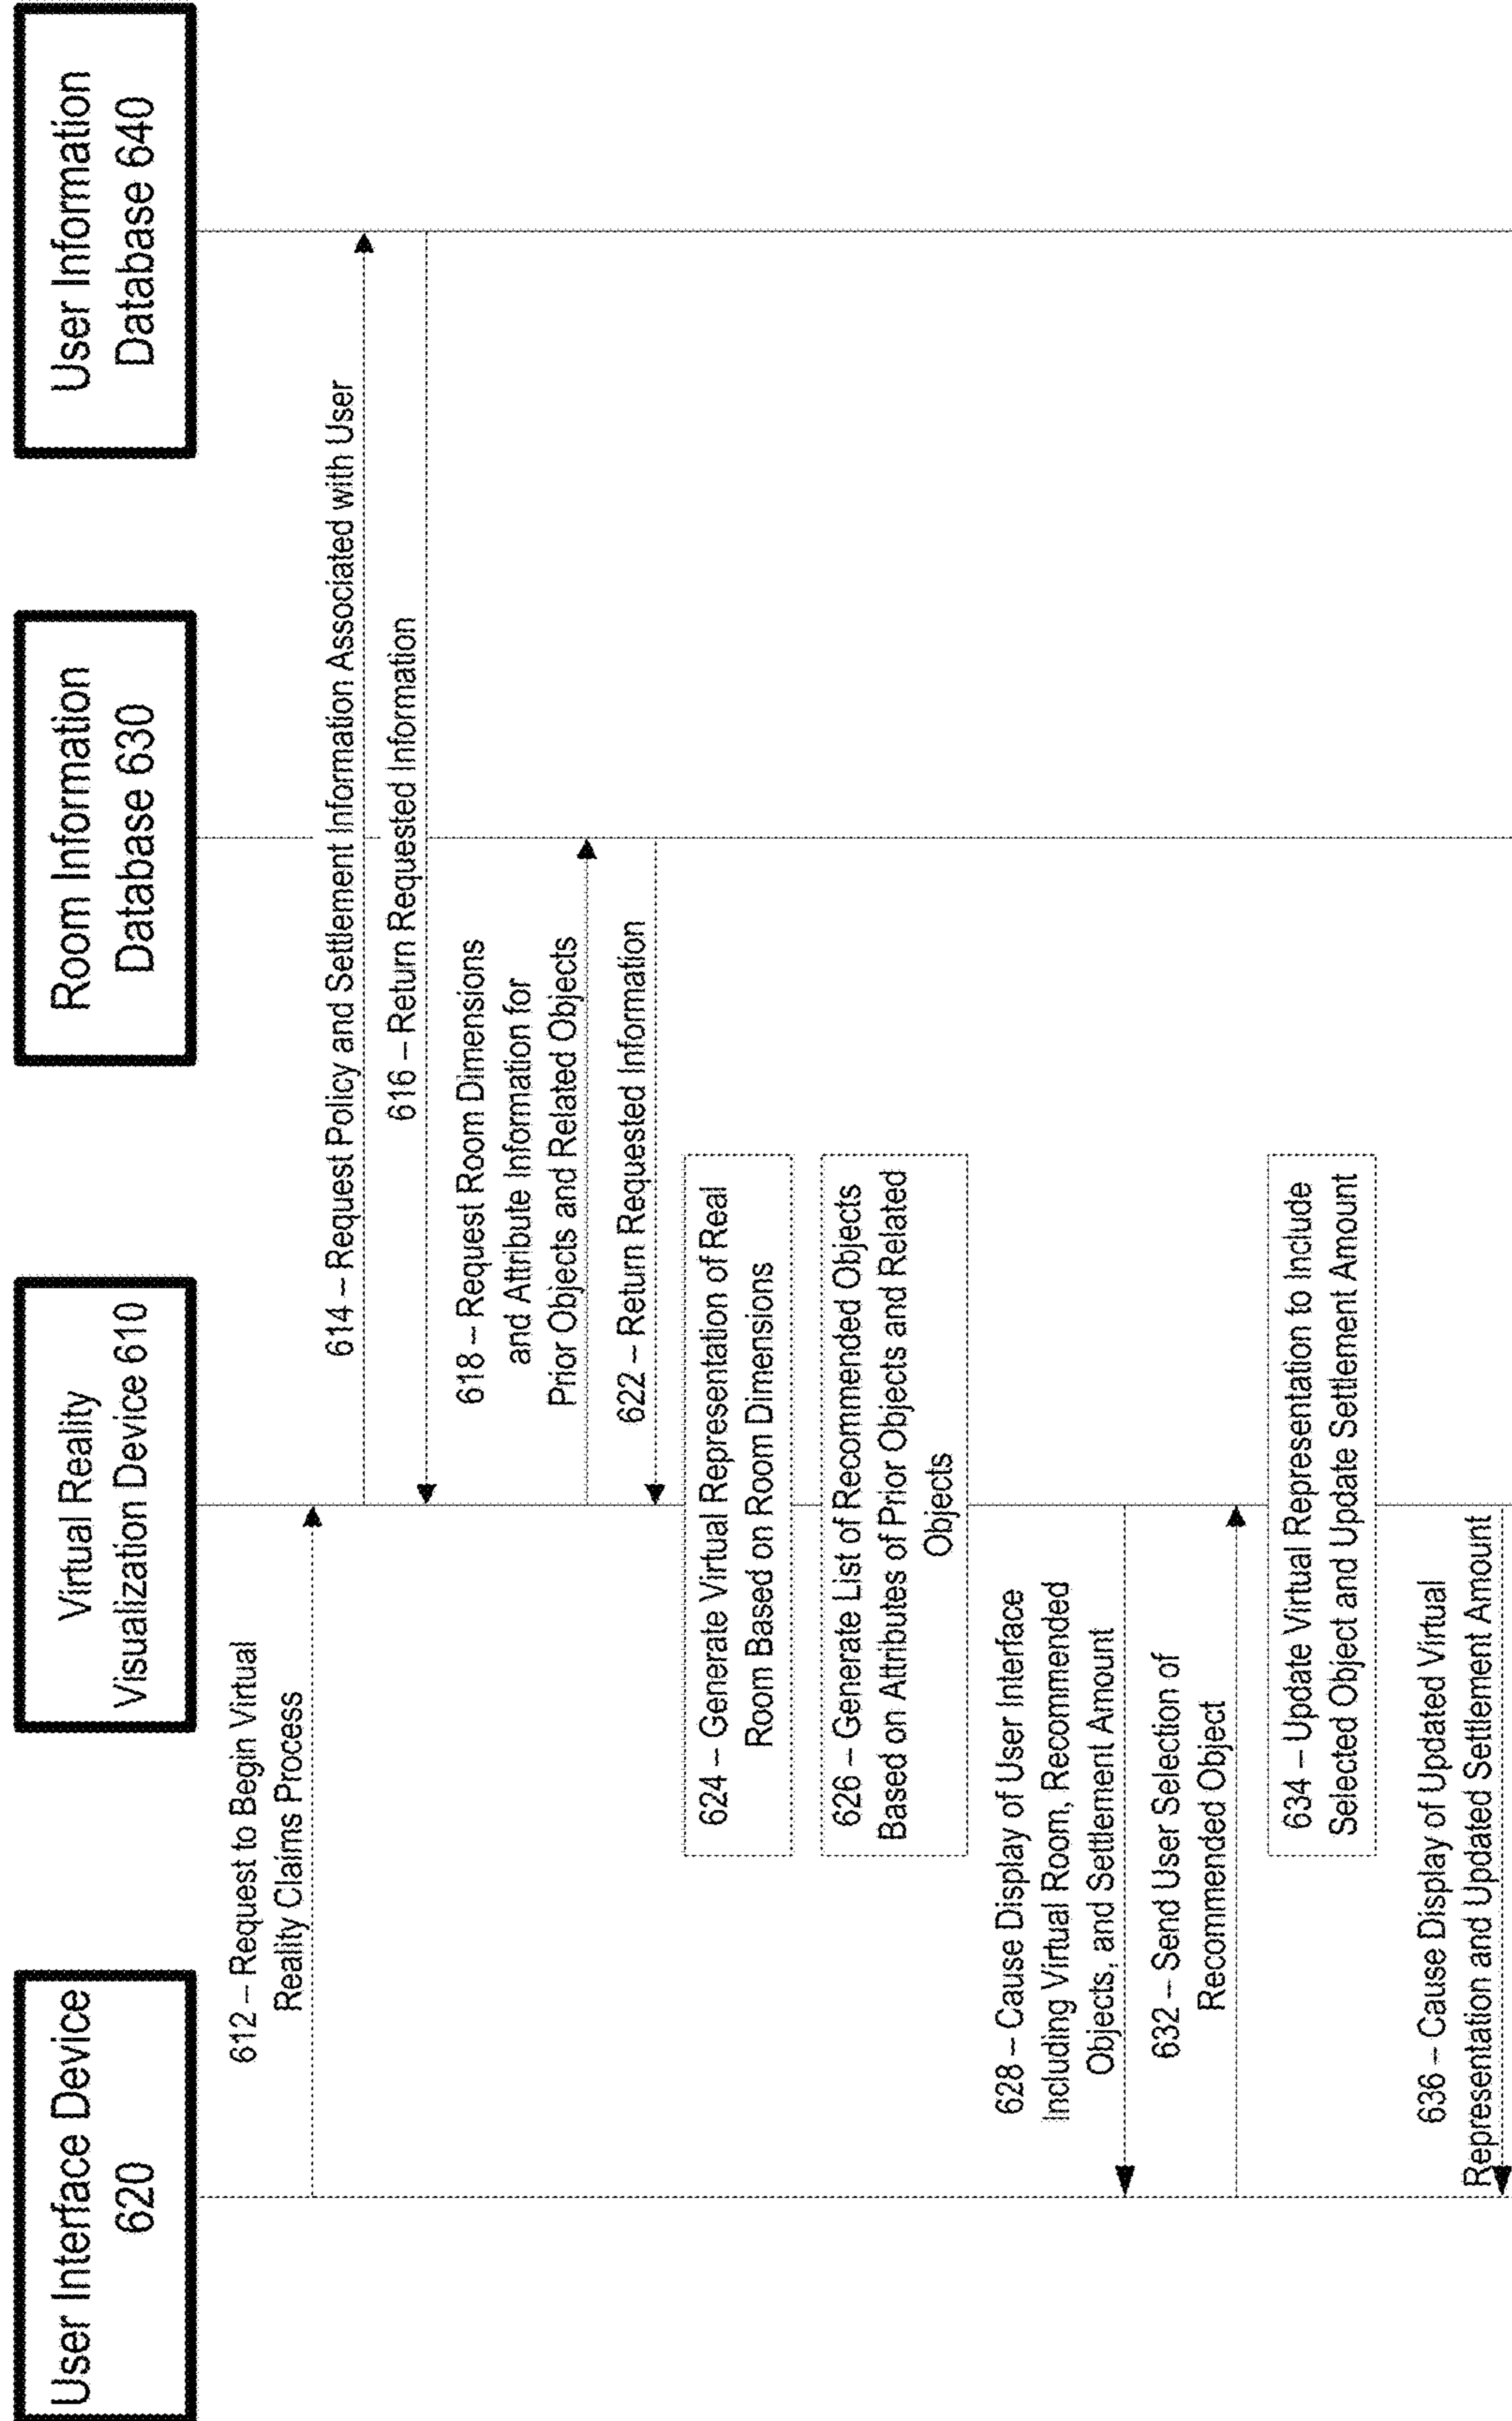 User Interface Device
620
Virtual Reality
Visualization Device 610
Room Information
Database 630
User Information
Database 640
612 – Request to Begin Virtual
Reality Claims Process
614 – Request Policy and Settlement Information Associated with User
616 – Return Requested Information
618 – Request Room Dimensions
and Attribute Information for
Prior Objects and Related Objects
622 – Return Requested Information
624 – Generate Virtual Representation of Real
Room Based on Room Dimensions
626 – Generate List of Recommended Objects
Based on Attributes of Prior Objects and Related
Objects
628 – Cause Display of User Interface
Including Virtual Room, Recommended
Objects, and Settlement Amount
632 – Send User Selection of
Recommended Object
634 – Update Virtual Representation to Include
Selected Object and Update Settlement Amount
636 – Cause Display of Updated Virtual
Representation and Updated Settlement Amount